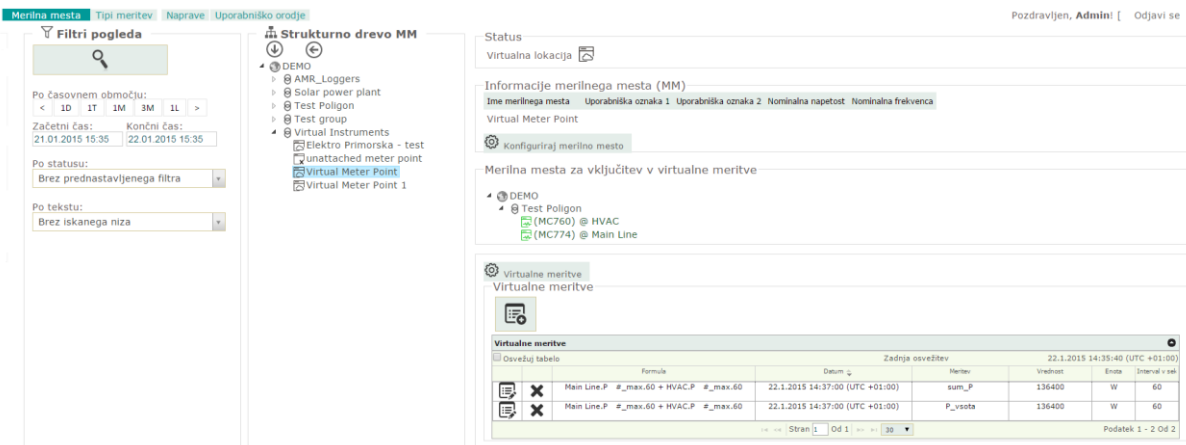 Merilna mesta Tipi meritev Naprave Uporabniško orodje
Pozdravljen, Admin! [ Odjavi se
Filtri pogleda
Po časovnem območju:
< 1D 1T 1M 3M 1L >
Začetni čas: Končni čas:
21.01.2015 15:35 22.01.2015 15:35
Po statusu:
Brez prednastavljenega filtra
Po tekstu:
Brez iskanega niza
Strukturno drevo MM
DEMO
AMR_Loggers
Solar power plant
Test Poligon
Test group
Virtual Instruments
Elektro Primorska - test
unattached meter point
Virtual Meter Point
Virtual Meter Point 1
Status
Virtualna lokacija
Informacije merilnega mesta (MM)
Ime merilnega mesta Uporabniška oznaka 1 Uporabniška oznaka 2 Nominalna napetost Nominalna frekvenca
Virtual Meter Point
Konfiguriraj merilno mesto
Merilna mesta za vključitev v virtualne meritve
DEMO
Test Poligon
(MC760) @ HVAC
(MC774) @ Main Line
Virtualne meritve
Virtualne meritve
Virtualne meritve
Osvežuj tabelo Zadnja osvežitev 22.1.2015 14:35:40 (UTC +01:00)
Formula Datum Meritev Vrednost Enota Interval v sek
Main Line.P #_max.60 + HVAC.P #_max.60 22.1.2015 14:37:00 (UTC +01:00) sum_P 136400 W 60
Main Line.P #_max.60 + HVAC.P #_max.60 22.1.2015 14:37:00 (UTC +01:00) P_vsota 136400 W 60
Stran 1 Od 1 30 Podatek 1 - 2 Od 2